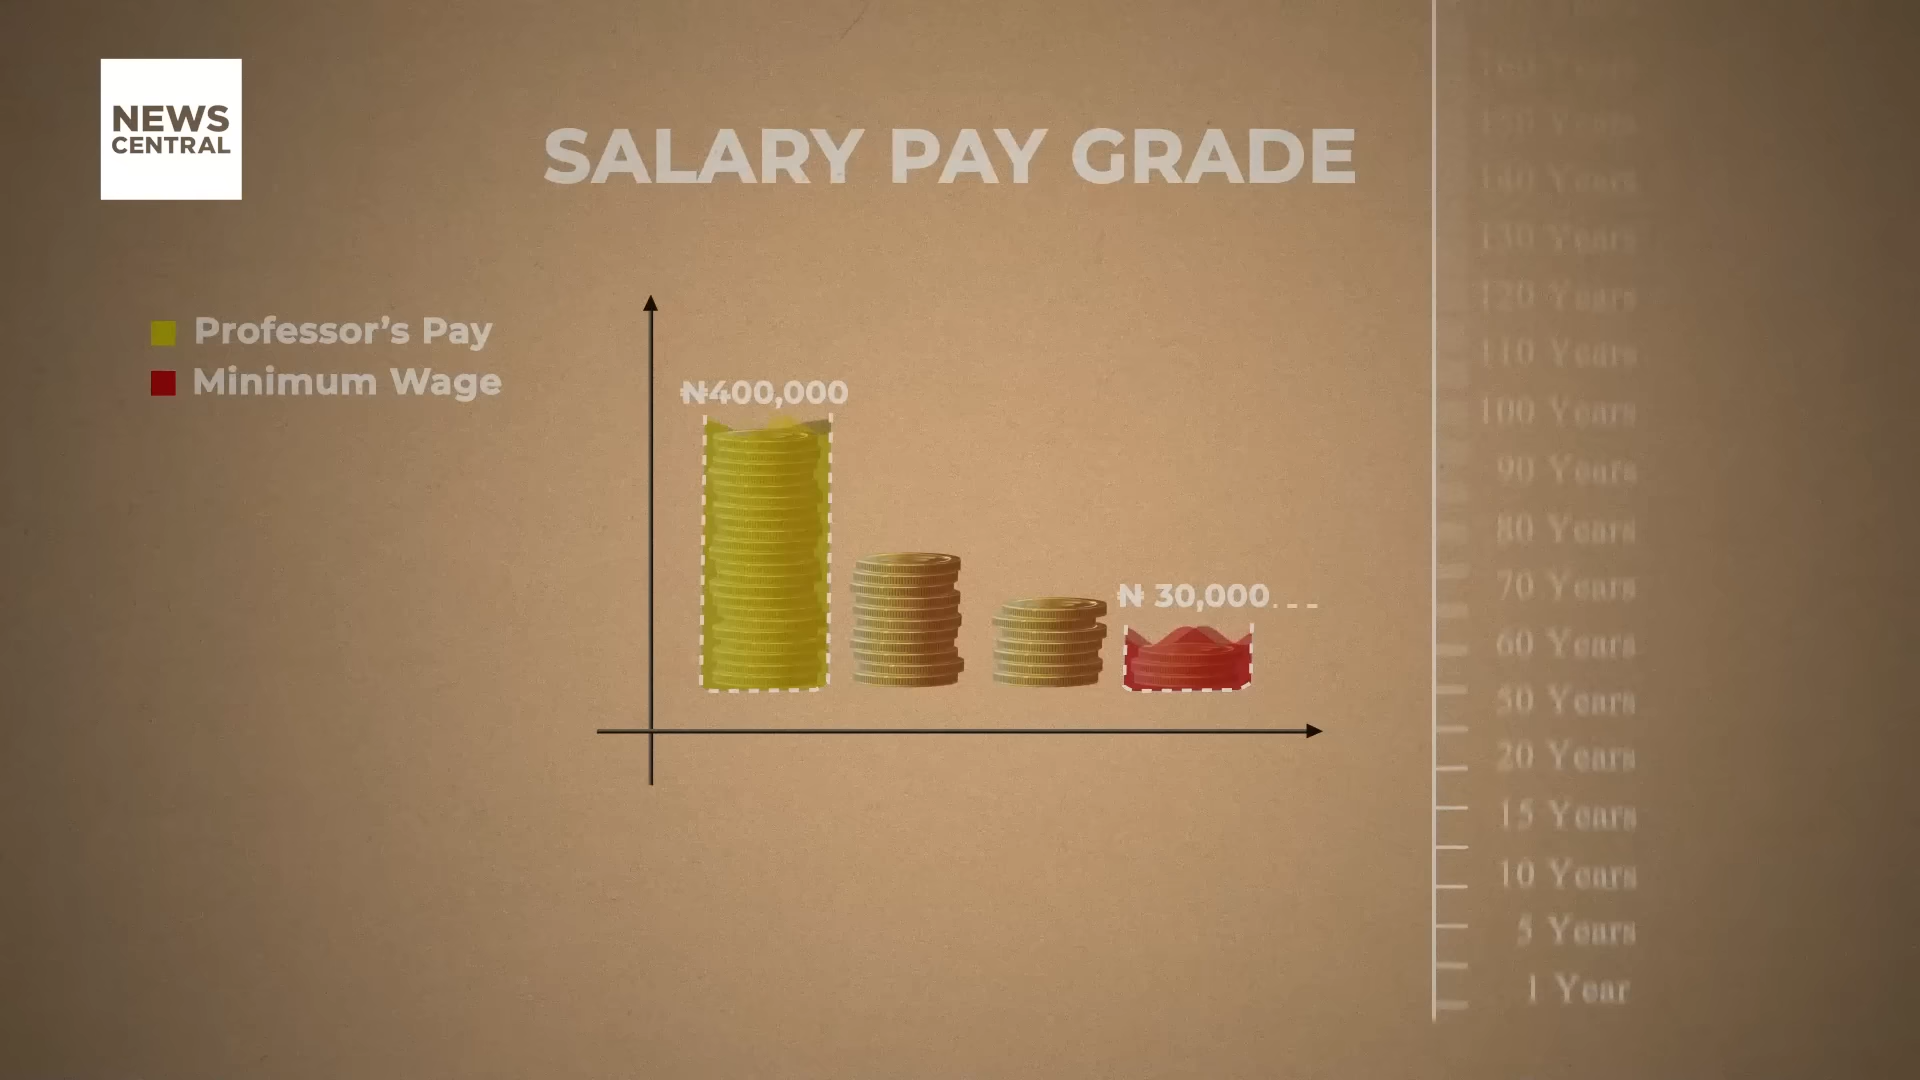 NEWS
CENTRAL
SALARY PAY GRADE
Professor's Pay
Minimum Wage
₦400,000
₦ 30,000
160 Years
150 Years
140 Years
130 Years
120 Years
110 Years
100 Years
90 Years
80 Years
70 Years
60 Years
50 Years
20 Years
15 Years
10 Years
5 Years
1 Year